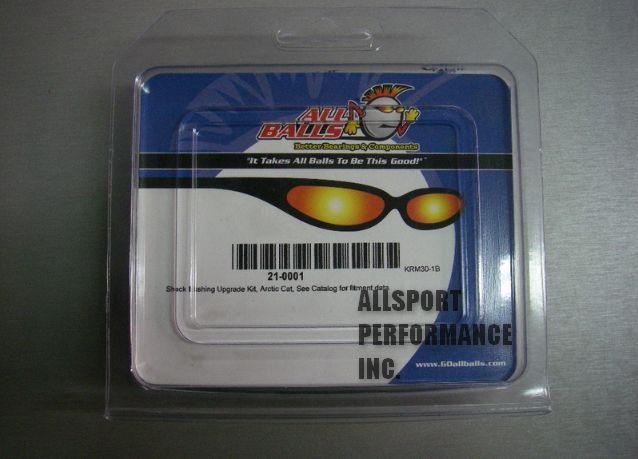 ALL
BALLS
Better Bearings & Components
"It Takes All Balls To Be This Good!"™
21-0001
KRM30-1B
Shock Bushing Upgrade Kit, Arctic Cat, See Catalog for fitment data
ALLSPORT
PERFORMANCE
INC.
www.GOallballs.com